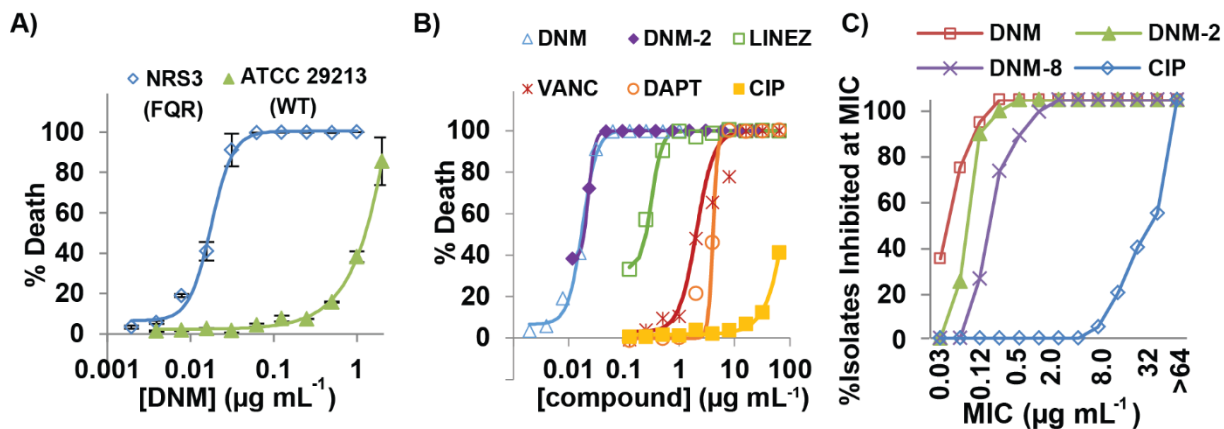 A)
NRS3 ATCC 29213
(FQR) (WT)
100
80
60
40
20
0
% Death
0.001 0.01 0.1 1
[DNM] (µg mL⁻¹)
B)
DNM DNM-2 LINEZ
VANC DAPT CIP
100
80
60
40
20
0
% Death
0.01 0.1 1 10 100
[compound] (µg mL⁻¹)
C)
DNM DNM-2
DNM-8 CIP
100
80
60
40
20
0
%Isolates Inhibited at MIC
0.03 0.12 0.5 2.0 8.0 32 >64
MIC (µg mL⁻¹)